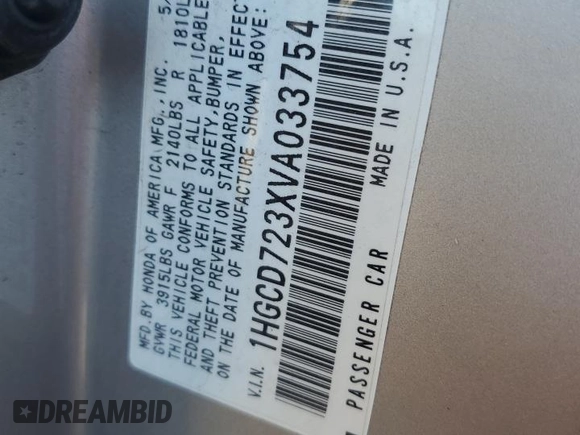 MFD.BY HONDA OF AMERICA MFG.,INC. 5
GVWR 3915LBS GAWR F 2140LBS R 1810L
THIS VEHICLE CONFORMS TO ALL APPLICABLE
FEDERAL MOTOR VEHICLE SAFETY,BUMPER,
AND THEFT PREVENTION STANDARDS IN EFFECT
ON THE DATE OF MANUFACTURE SHOWN ABOVE:
V.I.N. 1HGCD723XVA033754
PASSENGER CAR MADE IN U.S.A.
DREAMBID